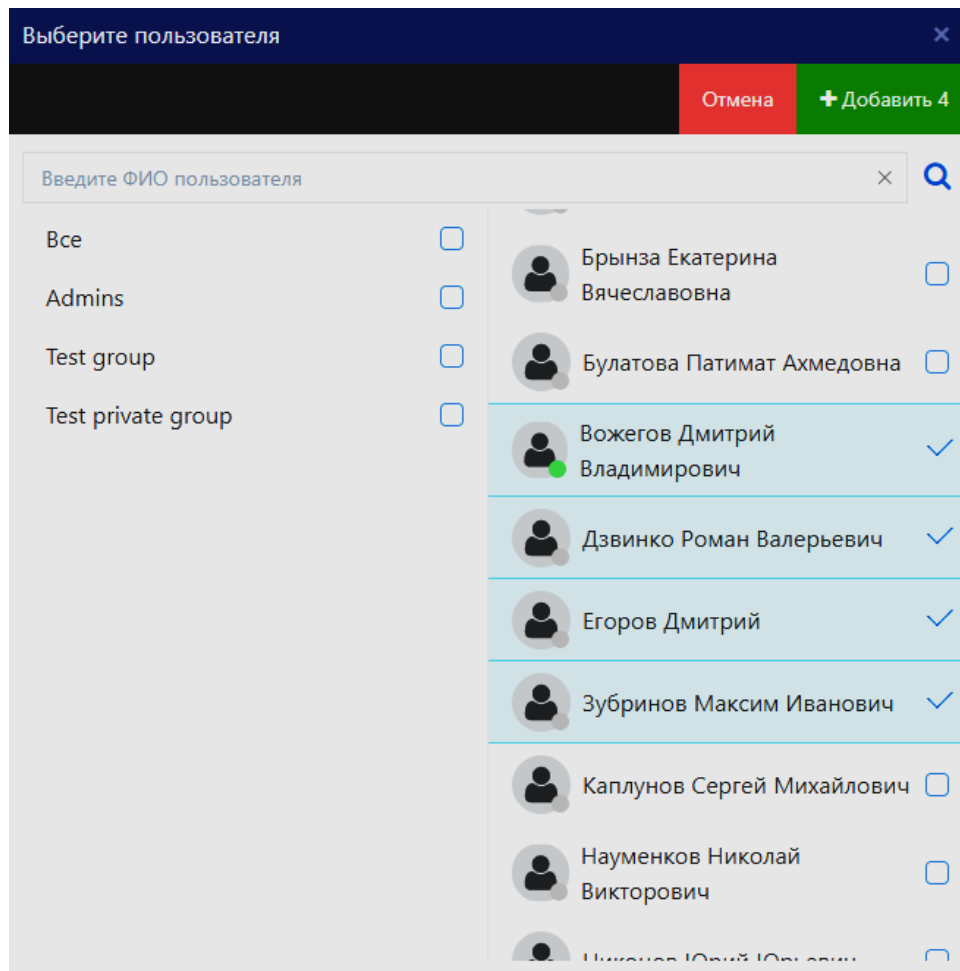 Выберите пользователя
Отмена
Добавить 4
Введите ФИО пользователя
Все
Admins
Test group
Test private group
Брынза Екатерина
Вячеславовна
Булатова Патимат Ахмедовна
Вожегов Дмитрий
Владимирович
Дзвинко Роман Валерьевич
Егоров Дмитрий
Зубринов Максим Иванович
Каплунов Сергей Михайлович
Науменков Николай
Викторович
Юрий Юрьевич